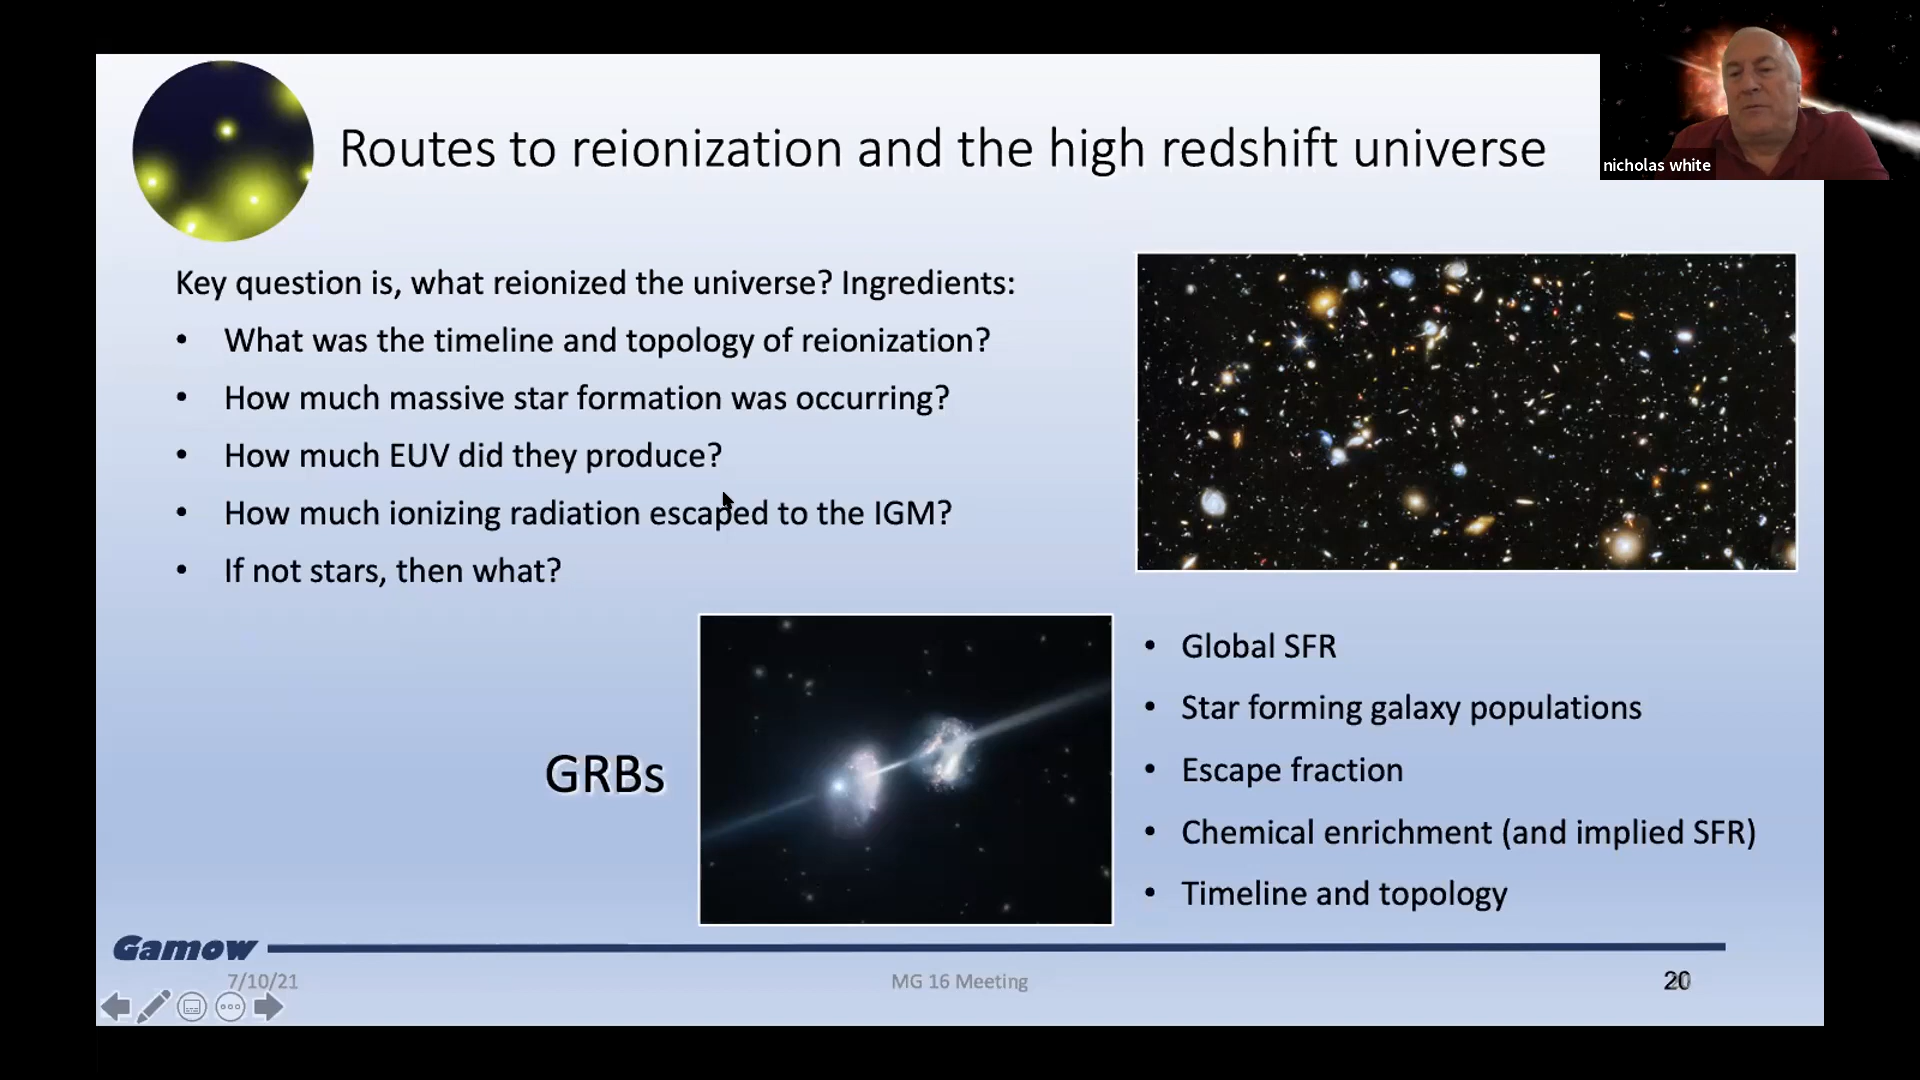 Routes to reionization and the high redshift universe
nicholas white
Key question is, what reionized the universe? Ingredients:
• What was the timeline and topology of reionization?
• How much massive star formation was occurring?
• How much EUV did they produce?
• How much ionizing radiation escaped to the IGM?
• If not stars, then what?
GRBs
• Global SFR
• Star forming galaxy populations
• Escape fraction
• Chemical enrichment (and implied SFR)
• Timeline and topology
Gamow
7/10/21
MG 16 Meeting
20